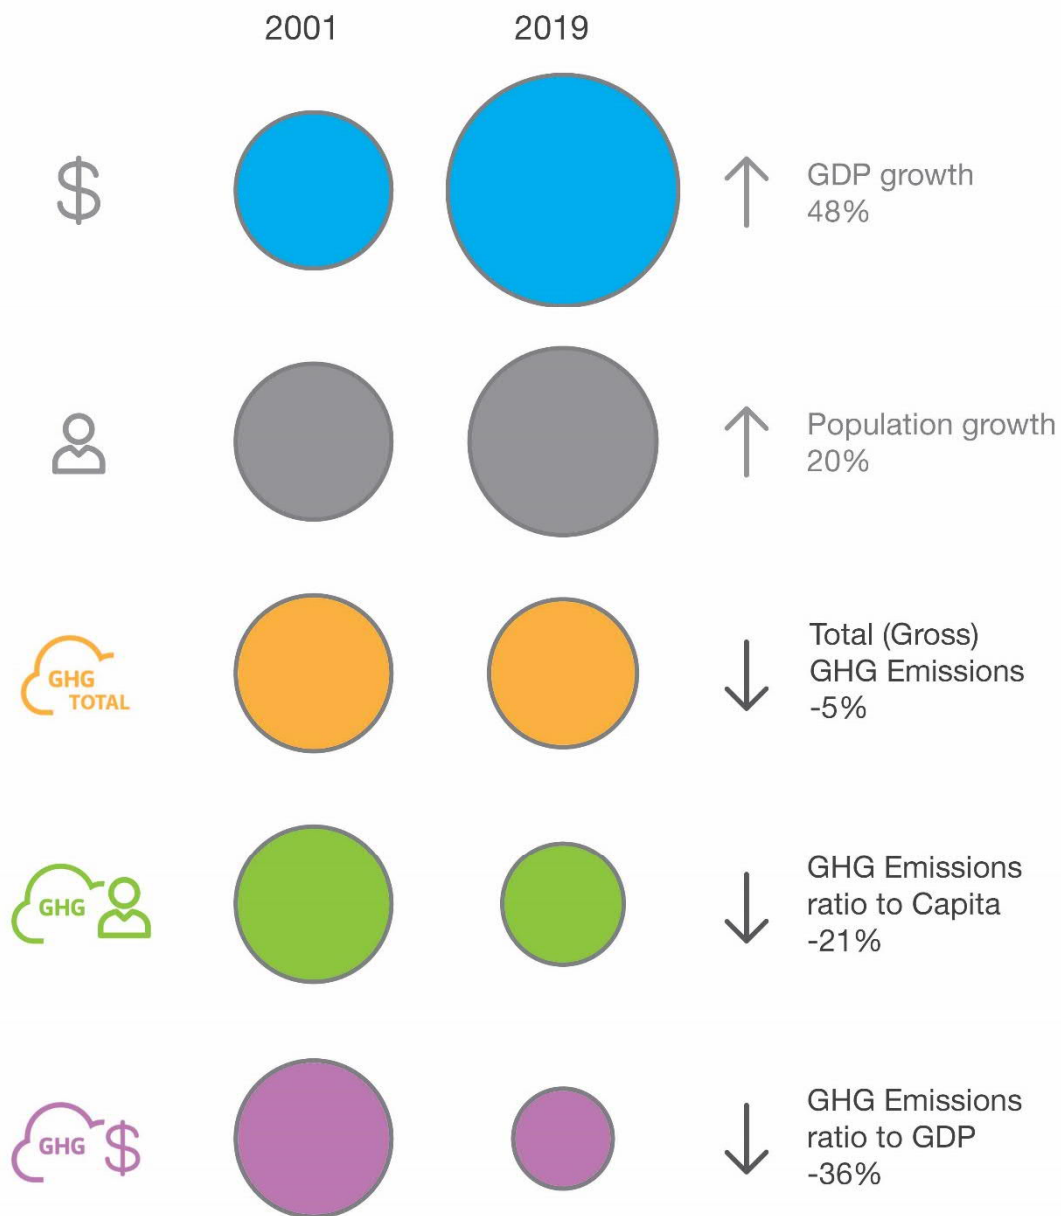 2001 2019
$
GDP growth
48%
Population growth
20%
GHG
TOTAL
Total (Gross)
GHG Emissions
-5%
GHG
GHG Emissions
ratio to Capita
-21%
GHG $
GHG Emissions
ratio to GDP
-36%